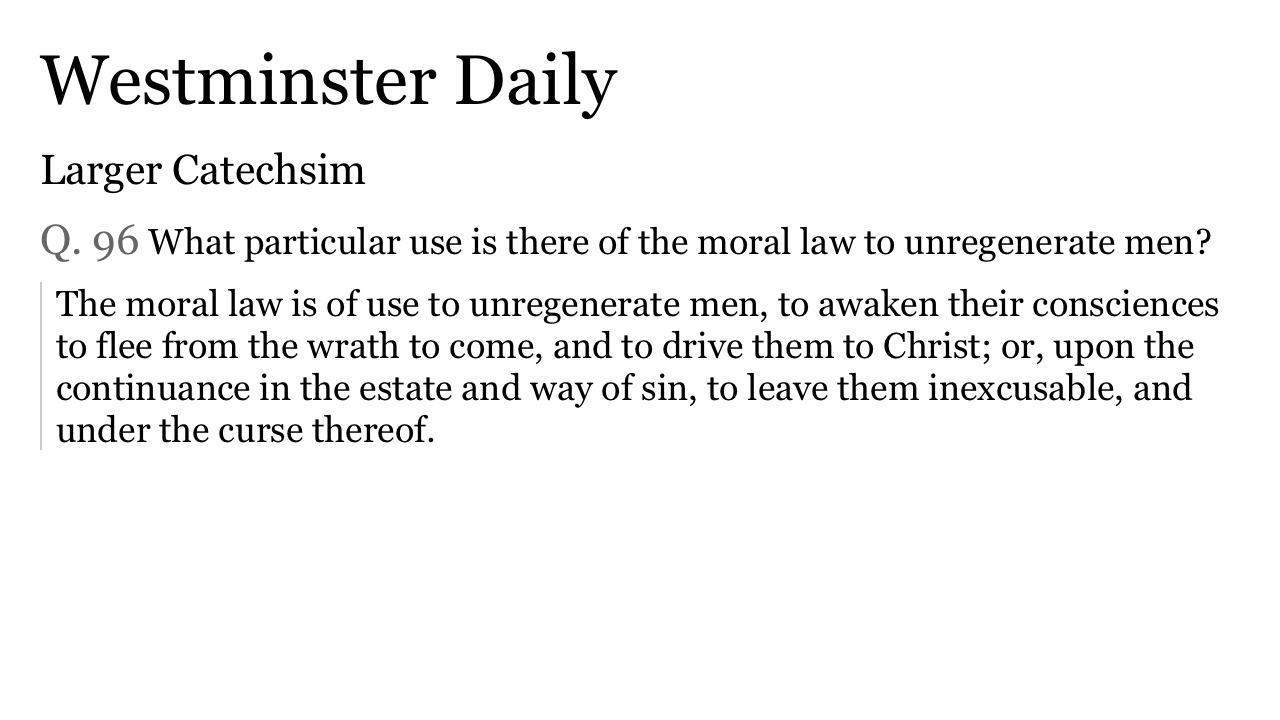 Westminster Daily
Larger Catechsim
Q. 96 What particular use is there of the moral law to unregenerate men?
The moral law is of use to unregenerate men, to awaken their consciences
to flee from the wrath to come, and to drive them to Christ; or, upon the
continuance in the estate and way of sin, to leave them inexcusable, and
under the curse thereof.